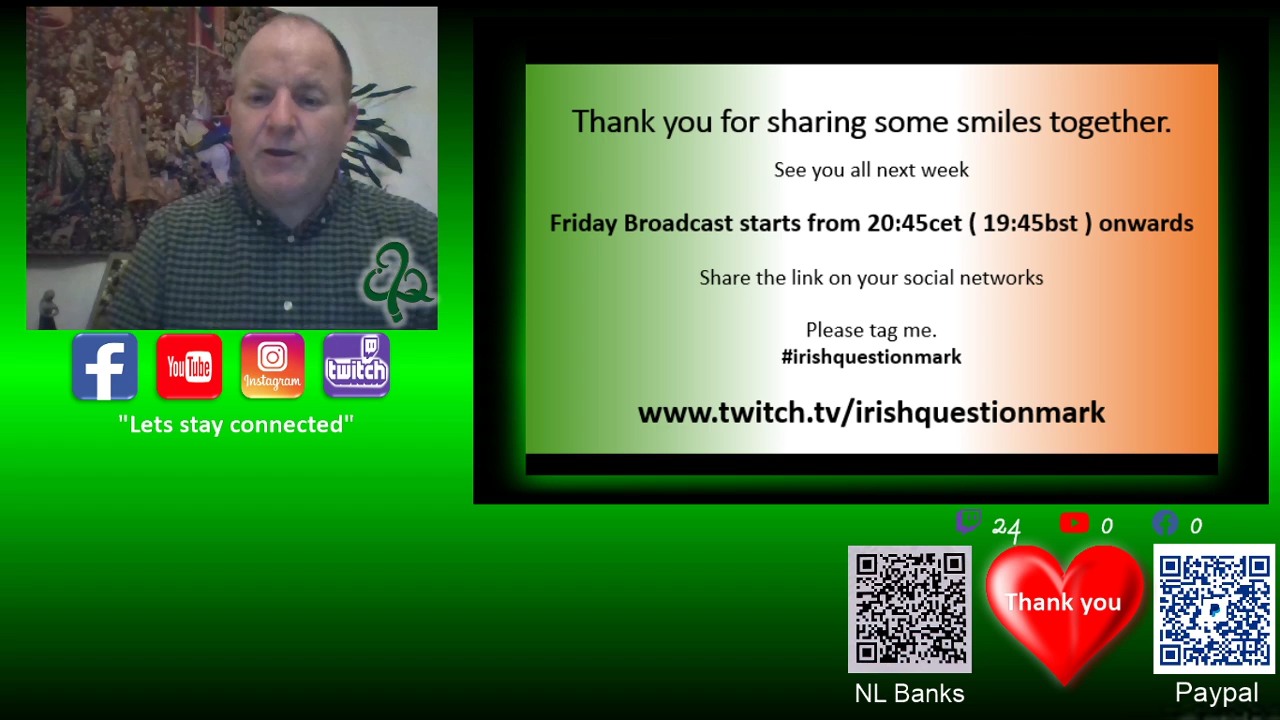 Thank you for sharing some smiles together.
See you all next week
Friday Broadcast starts from 20:45cet ( 19:45bst ) onwards
Share the link on your social networks
Please tag me.
#irishquestionmark
www.twitch.tv/irishquestionmark
YouTube
Instagram
twitch
"Lets stay connected"
24 0 0
Thank you
NL Banks
Paypal